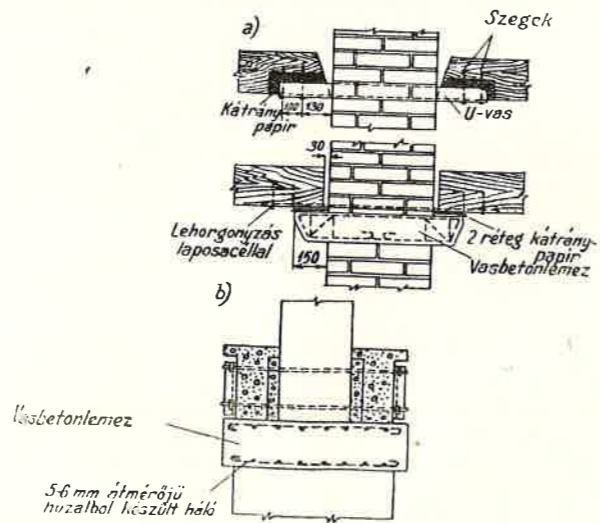 a)
Szegek
Kátrány-
papír
100 130
U-vas
30
Lehorgonyzás
laposacéllal
2 réteg kátrány-
papír
Vasbetonlemez
150
b)
Vasbetonlemez
5-6 mm átmérőjű
huzalból készült háló